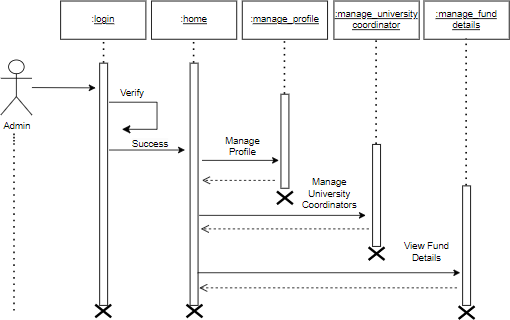 :login
:home
:manage_profile
:manage_university
coordinator
:manage_fund
details
Admin
Verify
Success
Manage
Profile
Manage
University
Coordinators
View Fund
Details